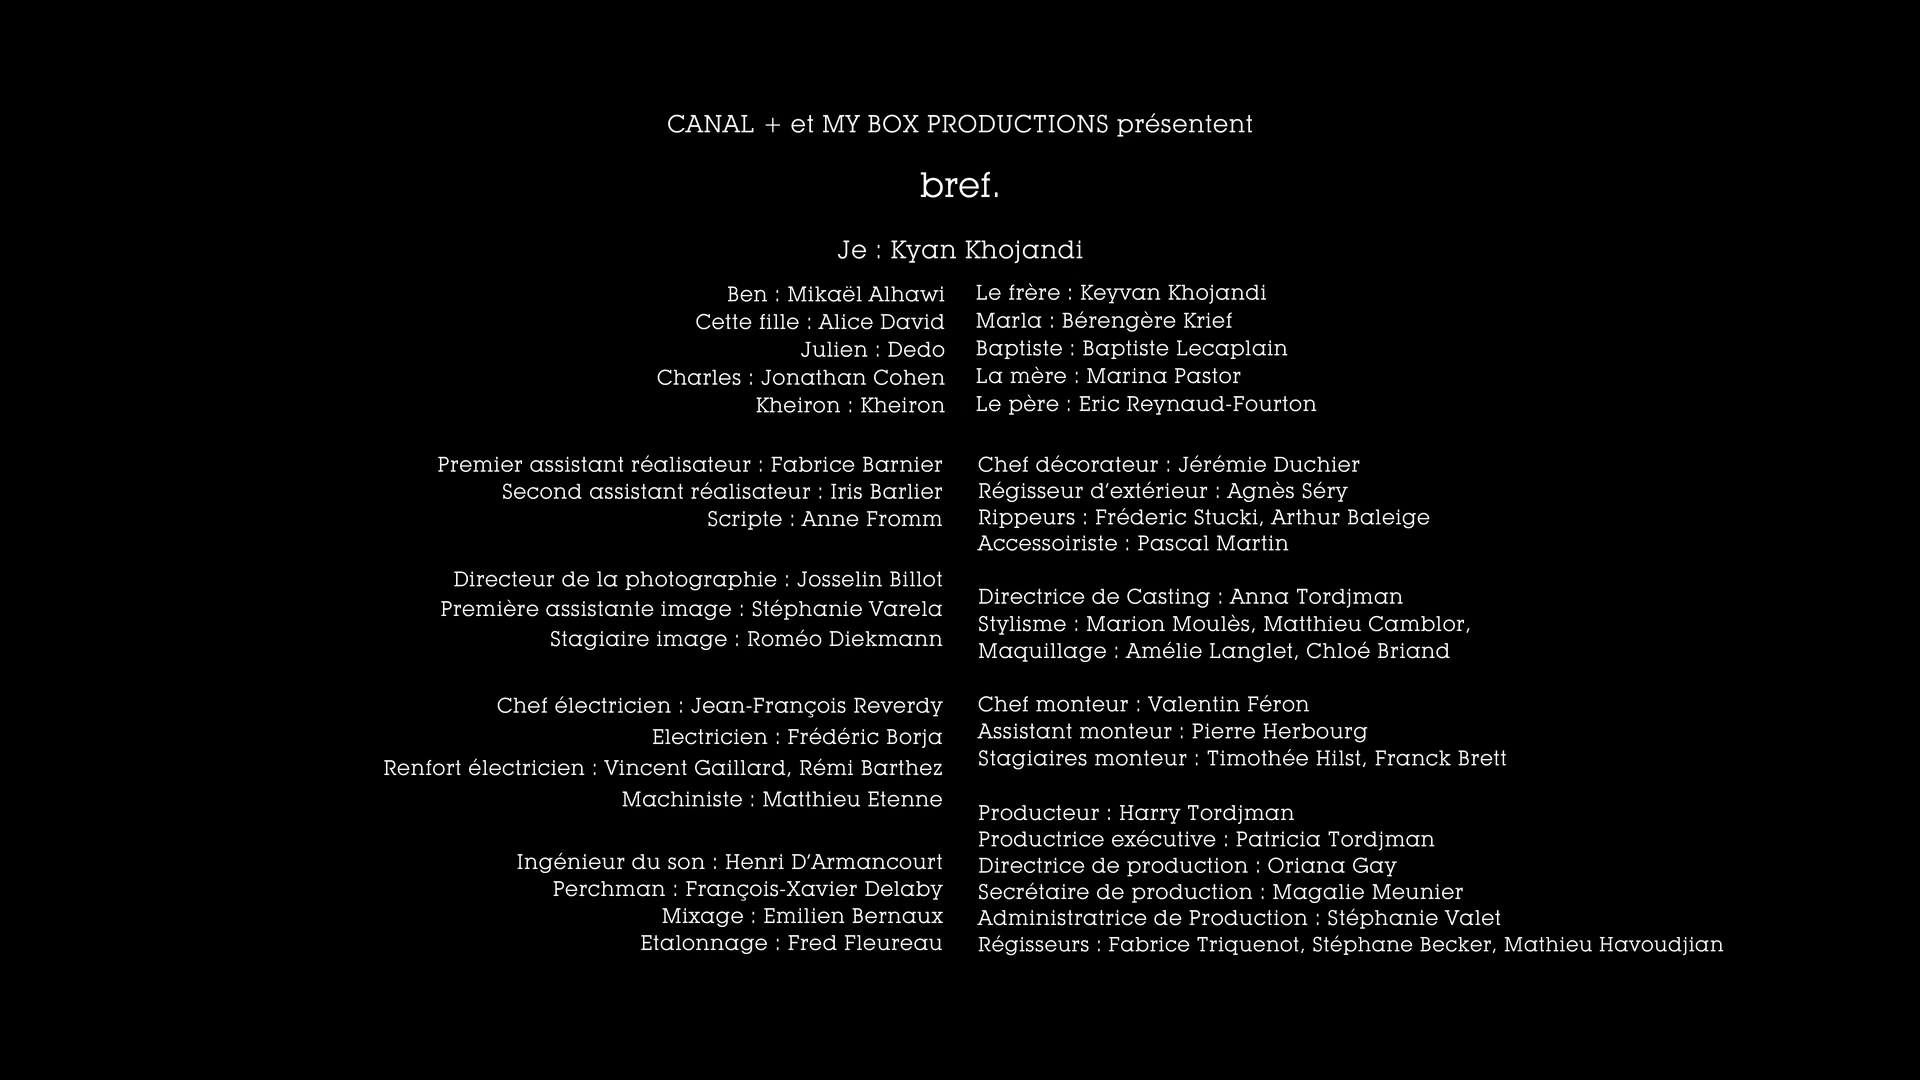 CANAL + et MY BOX PRODUCTIONS présentent
bref.
Je : Kyan Khojandi
Ben : Mikaël Alhawi
Cette fille : Alice David
Julien : Dedo
Charles : Jonathan Cohen
Kheiron : Kheiron
Le frère : Keyvan Khojandi
Marla : Bérengère Krief
Baptiste : Baptiste Lecaplain
La mère : Marina Pastor
Le père : Eric Reynaud-Fourton
Premier assistant réalisateur : Fabrice Barnier
Second assistant réalisateur : Iris Barlier
Scripte : Anne Fromm
Directeur de la photographie : Josselin Billot
Première assistante image : Stéphanie Varela
Stagiaire image : Roméo Diekmann
Chef électricien : Jean-François Reverdy
Electricien : Frédéric Borja
Renfort électricien : Vincent Gaillard, Rémi Barthez
Machiniste : Matthieu Etenne
Ingénieur du son : Henri D’Armancourt
Perchman : François-Xavier Delaby
Mixage : Emilien Bernaux
Etalonnage : Fred Fleureau
Chef décorateur : Jérémie Duchier
Régisseur d’extérieur : Agnès Séry
Rippeurs : Fréderic Stucki, Arthur Baleige
Accessoiriste : Pascal Martin
Directrice de Casting : Anna Tordjman
Stylisme : Marion Moulès, Matthieu Camblor,
Maquillage : Amélie Langlet, Chloé Briand
Chef monteur : Valentin Féron
Assistant monteur : Pierre Herbourg
Stagiaires monteur : Timothée Hilst, Franck Brett
Producteur : Harry Tordjman
Productrice exécutive : Patricia Tordjman
Directrice de production : Oriana Gay
Secrétaire de production : Magalie Meunier
Administratrice de Production : Stéphanie Valet
Régisseurs : Fabrice Triquenot, Stéphane Becker, Mathieu Havoudjian